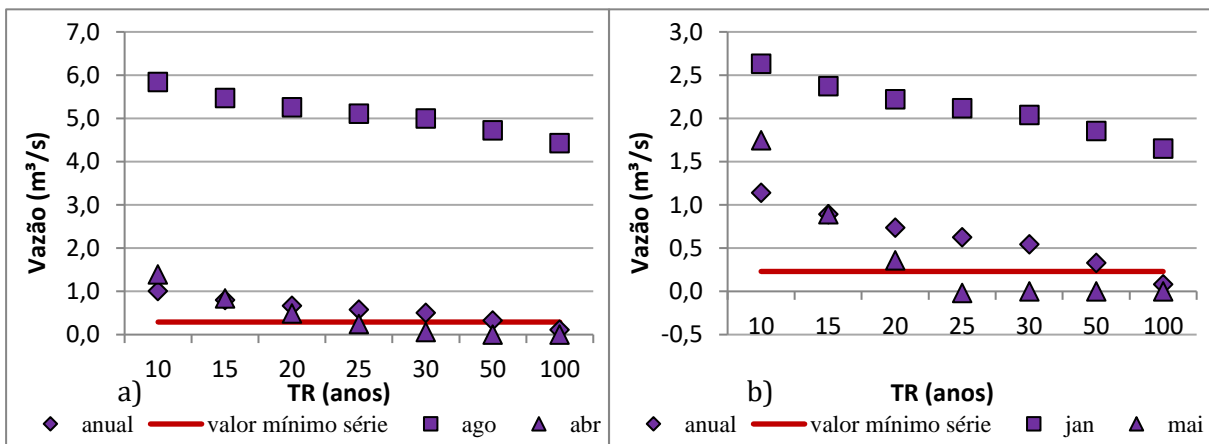 7,0
6,0
5,0
4,0
3,0
2,0
1,0
0,0
Vazão (m³/s)
10 15 20 25 30 50 100
a) TR (anos)
anual valor mínimo série ago abr
3,0
2,5
2,0
1,5
1,0
0,5
0,0
-0,5
Vazão (m³/s)
10 15 20 25 30 50 100
b) TR (anos)
anual valor mínimo série jan mai